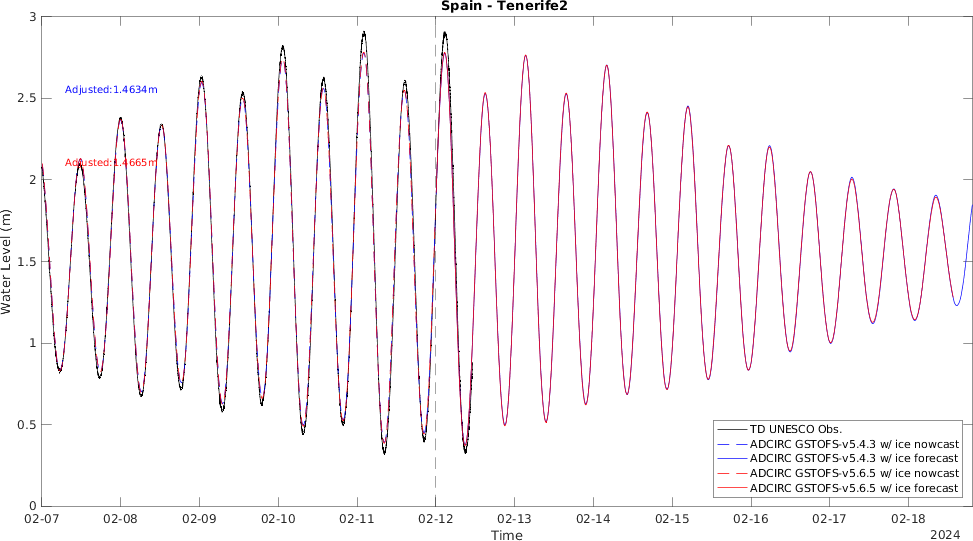 Spain - Tenerife2
3
2.5
2
1.5
1
0.5
0
Water Level (m)
Adjusted:1.4634m
Adjusted:1.4665m
TD UNESCO Obs.
ADCIRC GSTOFS-v5.4.3 w/ ice nowcast
ADCIRC GSTOFS-v5.4.3 w/ ice forecast
ADCIRC GSTOFS-v5.6.5 w/ ice nowcast
ADCIRC GSTOFS-v5.6.5 w/ ice forecast
02-07 02-08 02-09 02-10 02-11 02-12 02-13 02-14 02-15 02-16 02-17 02-18
Time
2024